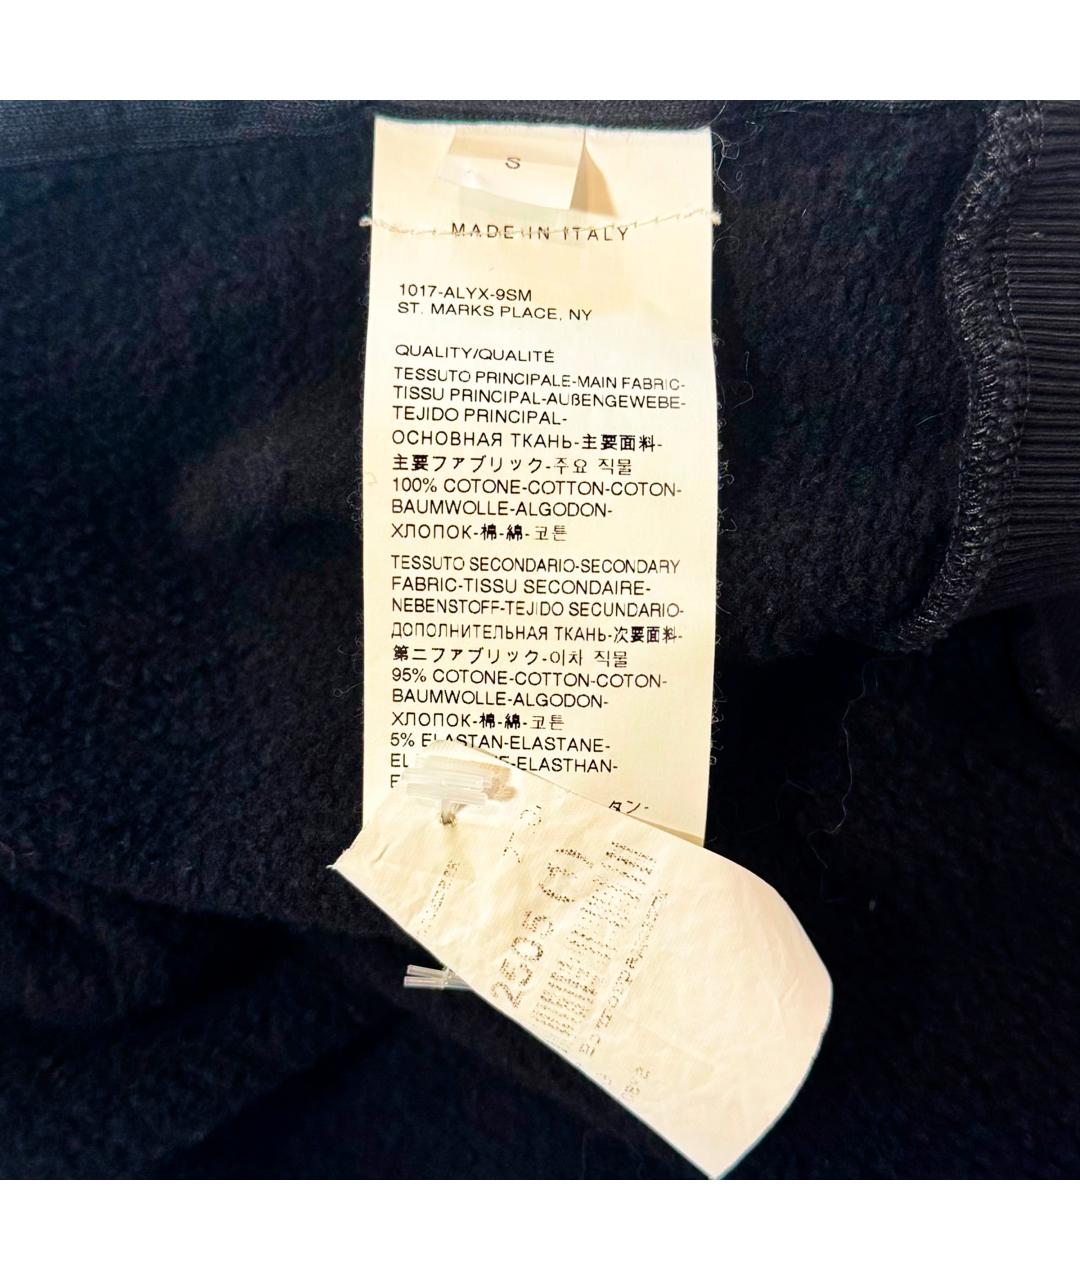 S
MADE IN ITALY
1017-ALYX-9SM
ST. MARKS PLACE, NY
QUALITY/QUALITÉ
TESSUTO PRINCIPALE-MAIN FABRIC-
TISSU PRINCIPAL-AUßENGEWEBE-
TEJIDO PRINCIPAL-
ОСНОВНАЯ ТКАНЬ-主要面料-
主要ファブリック-주요 직물
100% COTONE-COTTON-COTON-
BAUMWOLLE-ALGODON-
ХЛОПОК-棉-綿-코튼
TESSUTO SECONDARIO-SECONDARY
FABRIC-TISSU SECONDAIRE-
NEBENSTOFF-TEJIDO SECUNDARIO-
ДОПОЛНИТЕЛЬНАЯ ТКАНЬ-次要面料-
第二ファブリック-이차 직물
95% COTONE-COTTON-COTON-
BAUMWOLLE-ALGODON-
ХЛОПОК-棉-綿-코튼
5% ELASTAN-ELASTANE-
-ELASTHAN-
タン-